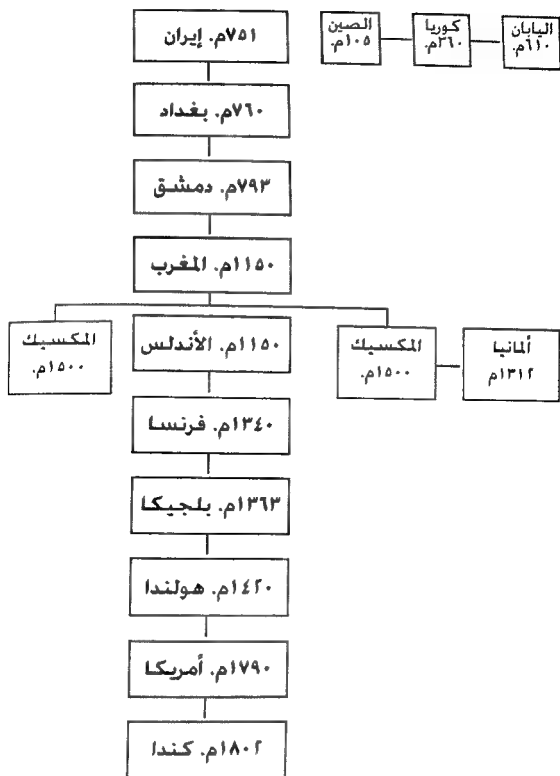 ٧٥١م. إيران
اليابان
٦١٠م.
كوريا
٢٦٠م.
الصين
١٠٥م.
٧٦٠م. بغداد
٧٩٣م. دمشق
١١٥٠م. المغرب
ألمانيا
١٣١٢م
المكسيك
١٥٠٠م.
١١٥٠م. الأندلس
المكسيك
١٥٠٠م.
١٣٤٠م. فرنسا
١٣٦٣م. بلجيكا
١٤٢٠م. هولندا
١٧٩٠م. أمريكا
١٨٠٢م. كندا